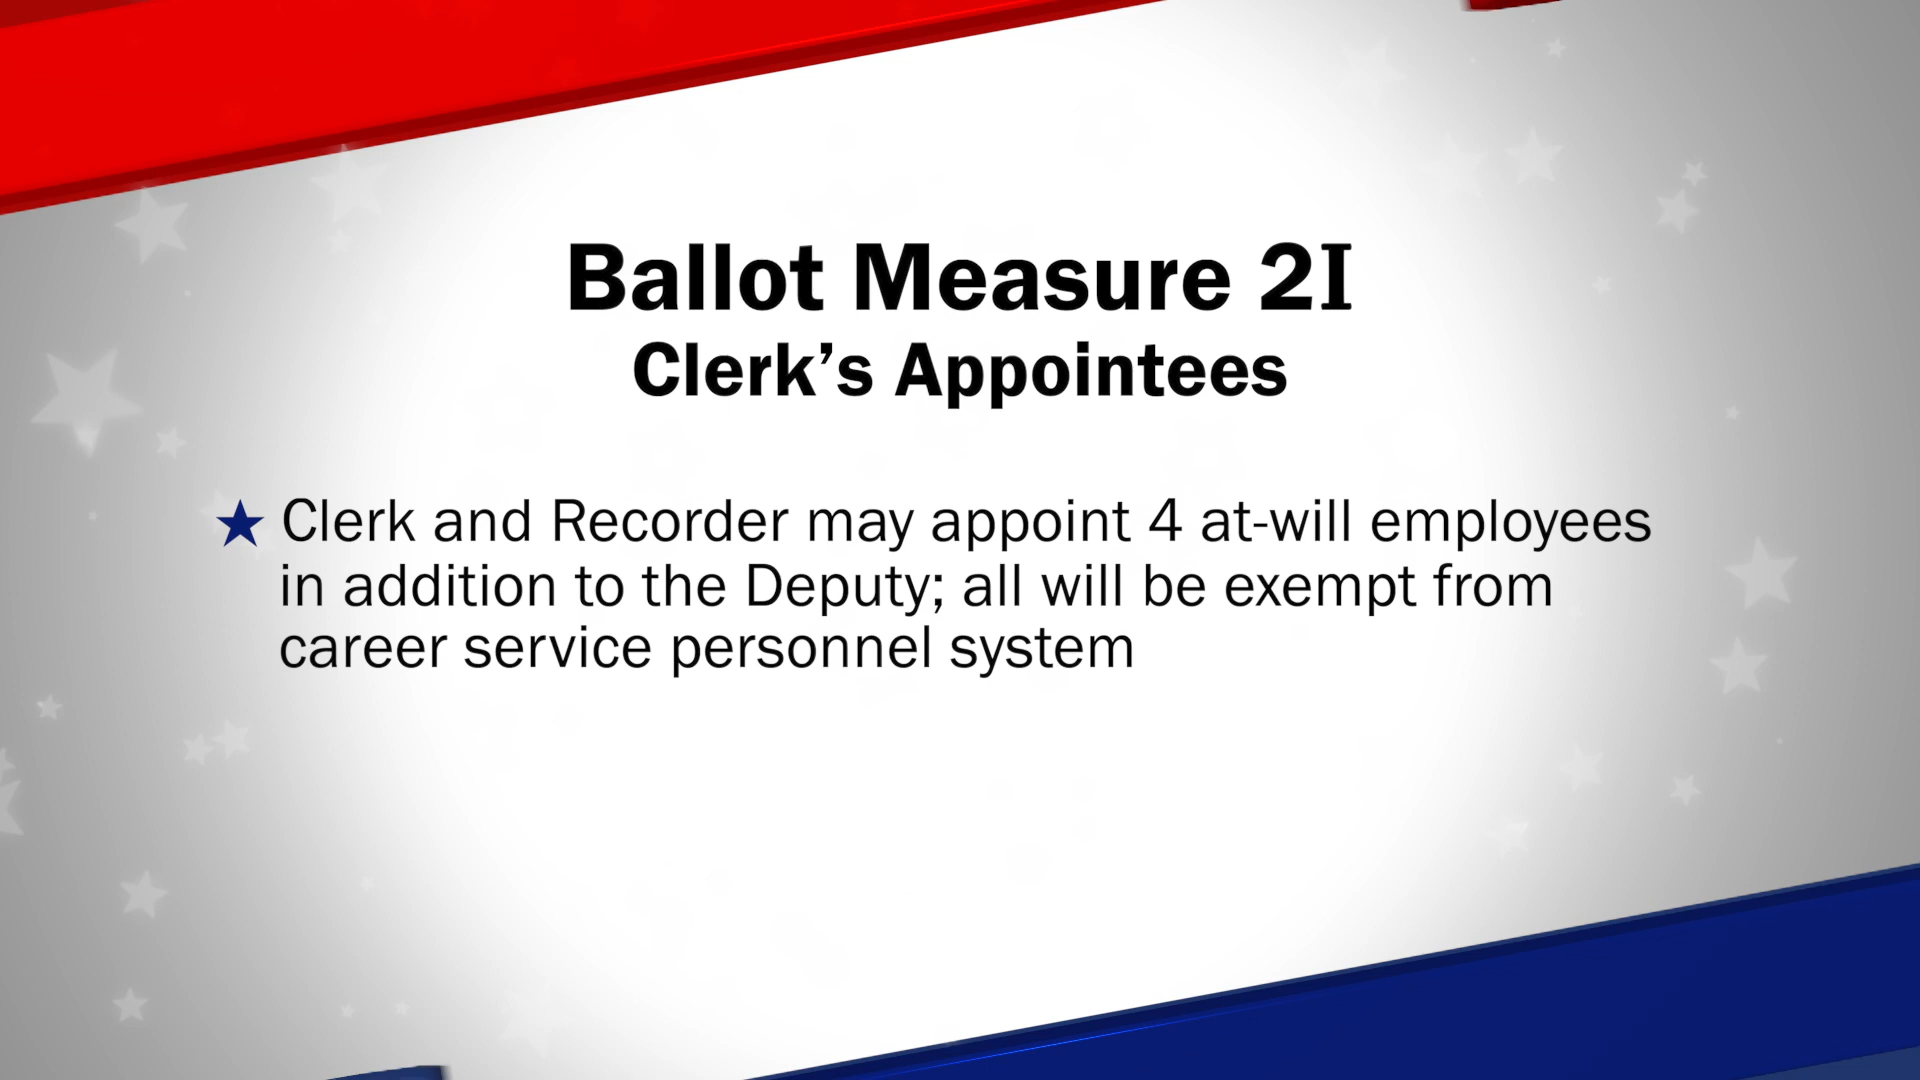 Ballot Measure 2I
Clerk’s Appointees
Clerk and Recorder may appoint 4 at-will employees
in addition to the Deputy; all will be exempt from
career service personnel system